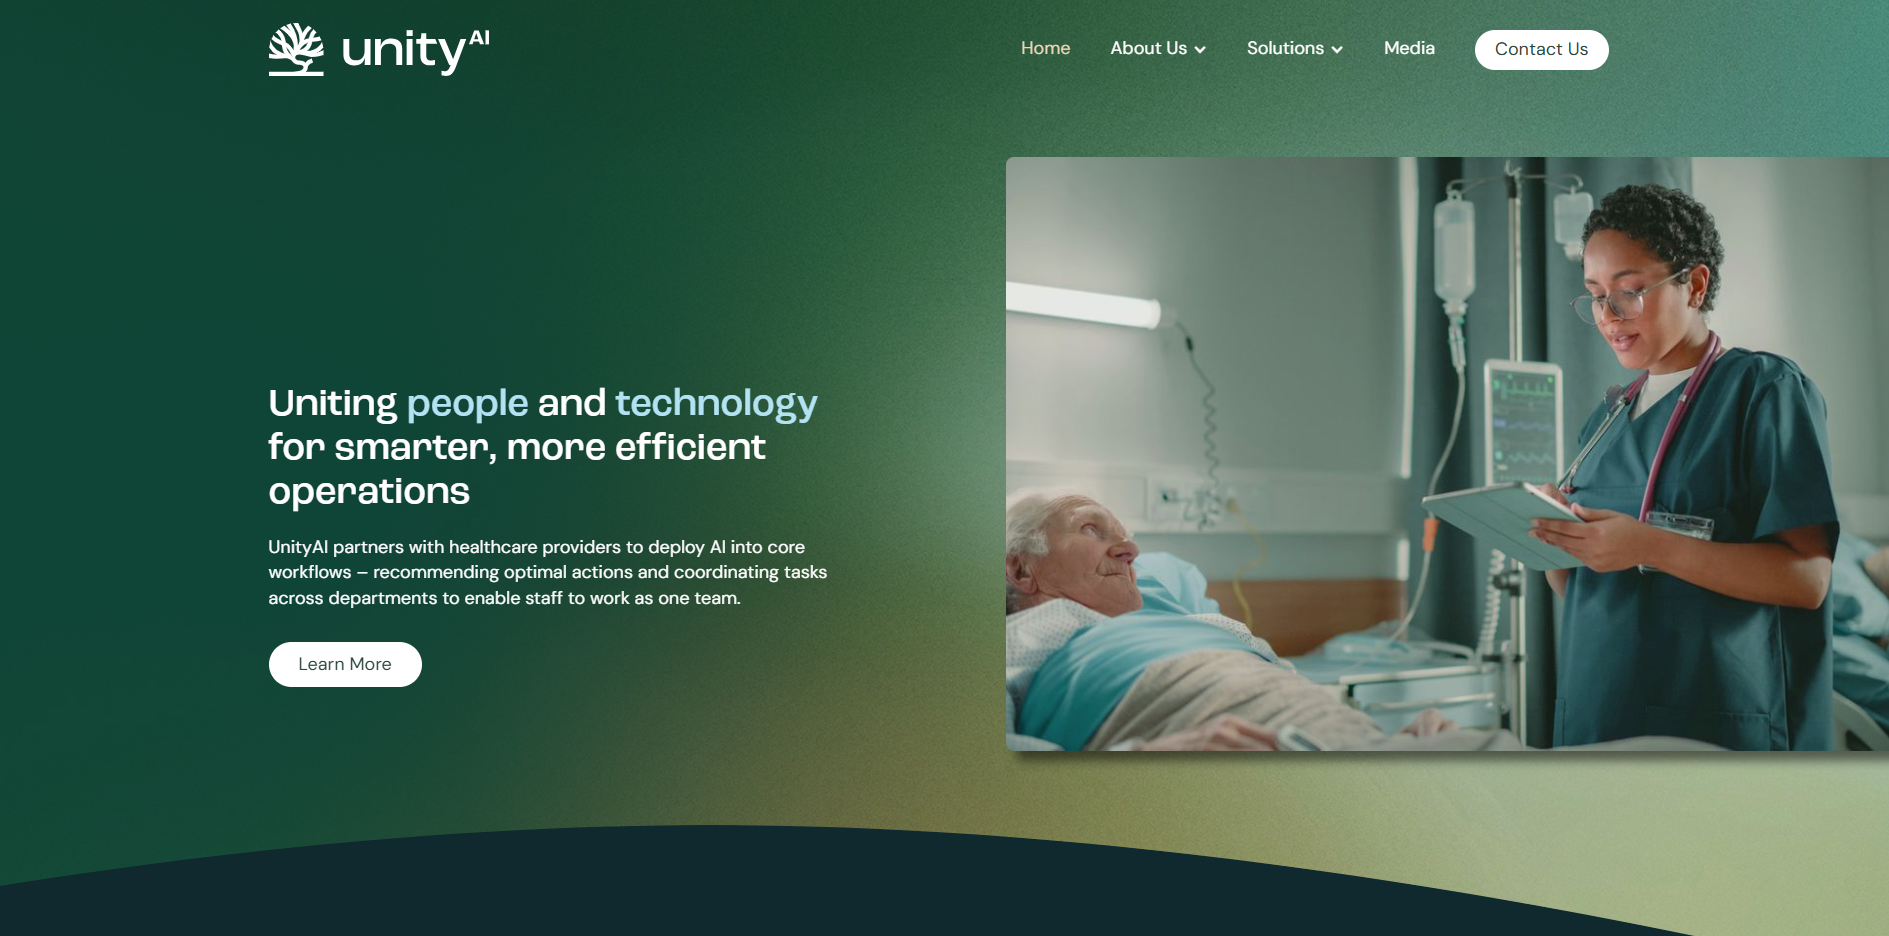 unity AI
Home
About Us
Solutions
Media
Contact Us
Uniting people and technology
for smarter, more efficient
operations
UnityAI partners with healthcare providers to deploy AI into core
workflows – recommending optimal actions and coordinating tasks
across departments to enable staff to work as one team.
Learn More